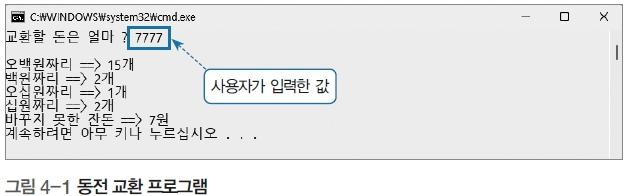 C:₩WINDOWS₩system32₩cmd.exe
교환할 돈은 얼마 ? 7777
오백원짜리 ==> 15개
백원짜리 ==> 2개
오십원짜리 ==> 1개
십원짜리 ==> 2개
바꾸지 못한 잔돈 ==> 7원
계속하려면 아무 키나 누르십시오 . . .
사용자가 입력한 값
그림 4-1 동전 교환 프로그램